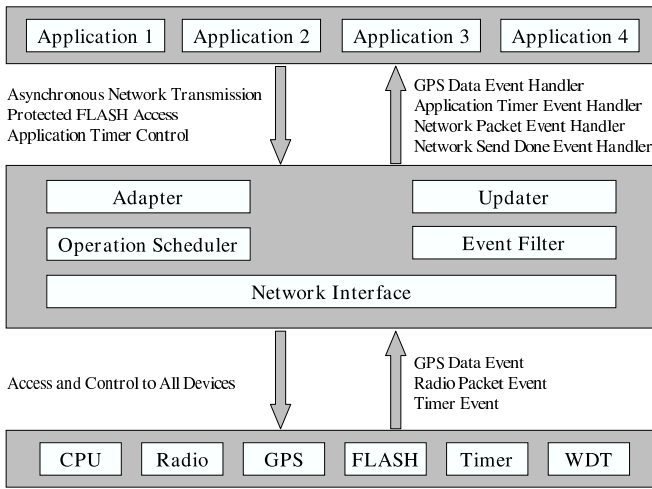 Application 1
Application 2
Application 3
Application 4
Asynchronous Network Transmission
Protected FLASH Access
Application Timer Control
GPS Data Event Handler
Application Timer Event Handler
Network Packet Event Handler
Network Send Done Event Handler
Adapter
Updater
Operation Scheduler
Event Filter
Network Interface
Access and Control to All Devices
GPS Data Event
Radio Packet Event
Timer Event
CPU
Radio
GPS
FLASH
Timer
WDT